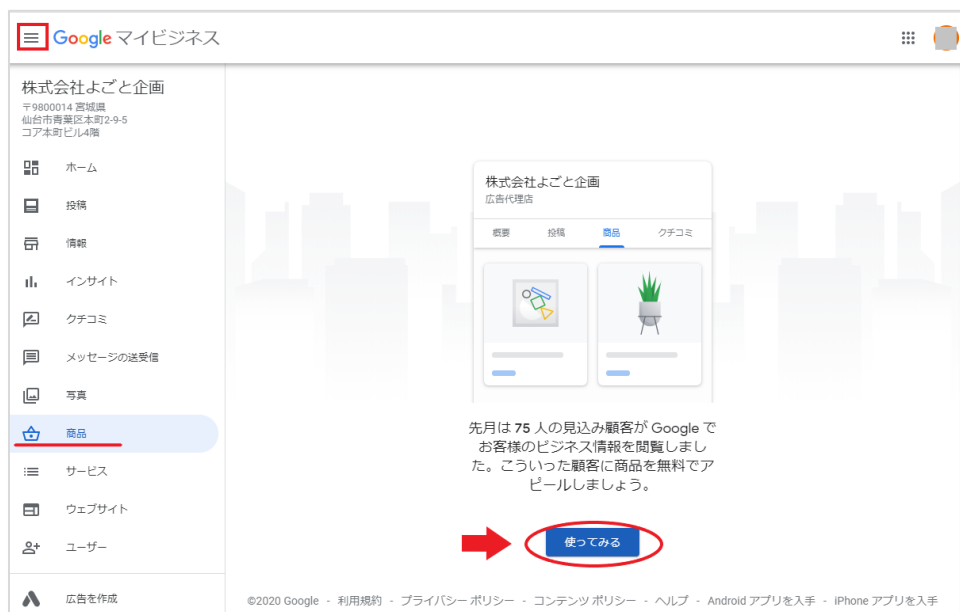 Google マイビジネス
株式会社よごと企画
〒9800014 宮城県
仙台市青葉区本町2-9-5
コア本町ビル4階
ホーム
投稿
情報
インサイト
クチコミ
メッセージの送受信
写真
商品
サービス
ウェブサイト
ユーザー
広告を作成
株式会社よごと企画
広告代理店
概要 投稿 商品 クチコミ
先月は 75 人の見込み顧客が Google で
お客様のビジネス情報を閲覧しまし
た。こういった顧客に商品を無料でア
ピールしましょう。
使ってみる
©2020 Google - 利用規約 - プライバシー ポリシー - コンテンツ ポリシー - ヘルプ - Android アプリを入手 - iPhone アプリを入手